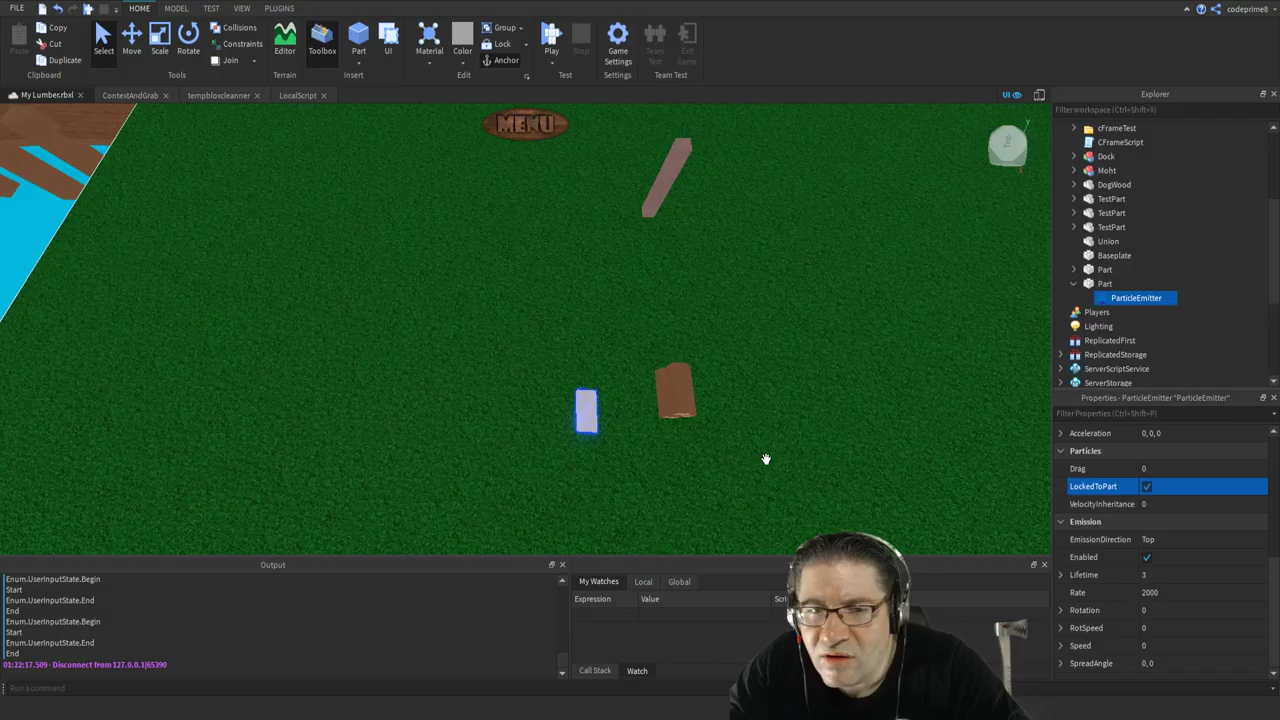 FILE HOME MODEL TEST VIEW PLUGINS codeprime8
Paste Copy Cut Duplicate Select Move Scale Rotate Collisions Constraints Join Editor Toolbox Part UI Material Color Group Lock Anchor Play Stop Game Settings Team Test Exit Game
Clipboard Tools Terrain Insert Edit Test Settings Team Test
My Lumber.rbxl ContextAndGrab tempbloxcleanner LocalScript UI
MENU
Top
y
x
Explorer
Filter workspace (Ctrl+Shift+X)
cFrameTest
CFrameScript
Dock
Moht
DogWood
TestPart
TestPart
TestPart
Union
Baseplate
Part
Part
ParticleEmitter
Players
Lighting
ReplicatedFirst
ReplicatedStorage
ServerScriptService
ServerStorage
Properties - ParticleEmitter "ParticleEmitter"
Filter Properties (Ctrl+Shift+P)
Acceleration 0, 0, 0
Particles
Drag 0
LockedToPart
VelocityInheritance 0
Emission
EmissionDirection Top
Enabled
Lifetime 3
Rate 2000
Rotation 0
RotSpeed 0
Speed 0
SpreadAngle 0, 0
Output
Enum.UserInputState.Begin
Start
Enum.UserInputState.End
End
Enum.UserInputState.Begin
Start
Enum.UserInputState.End
End
01:22:17.509 - Disconnect from 127.0.0.1|65390
My Watches Local Global
Expression Value Scri
Call Stack Watch
Run a command